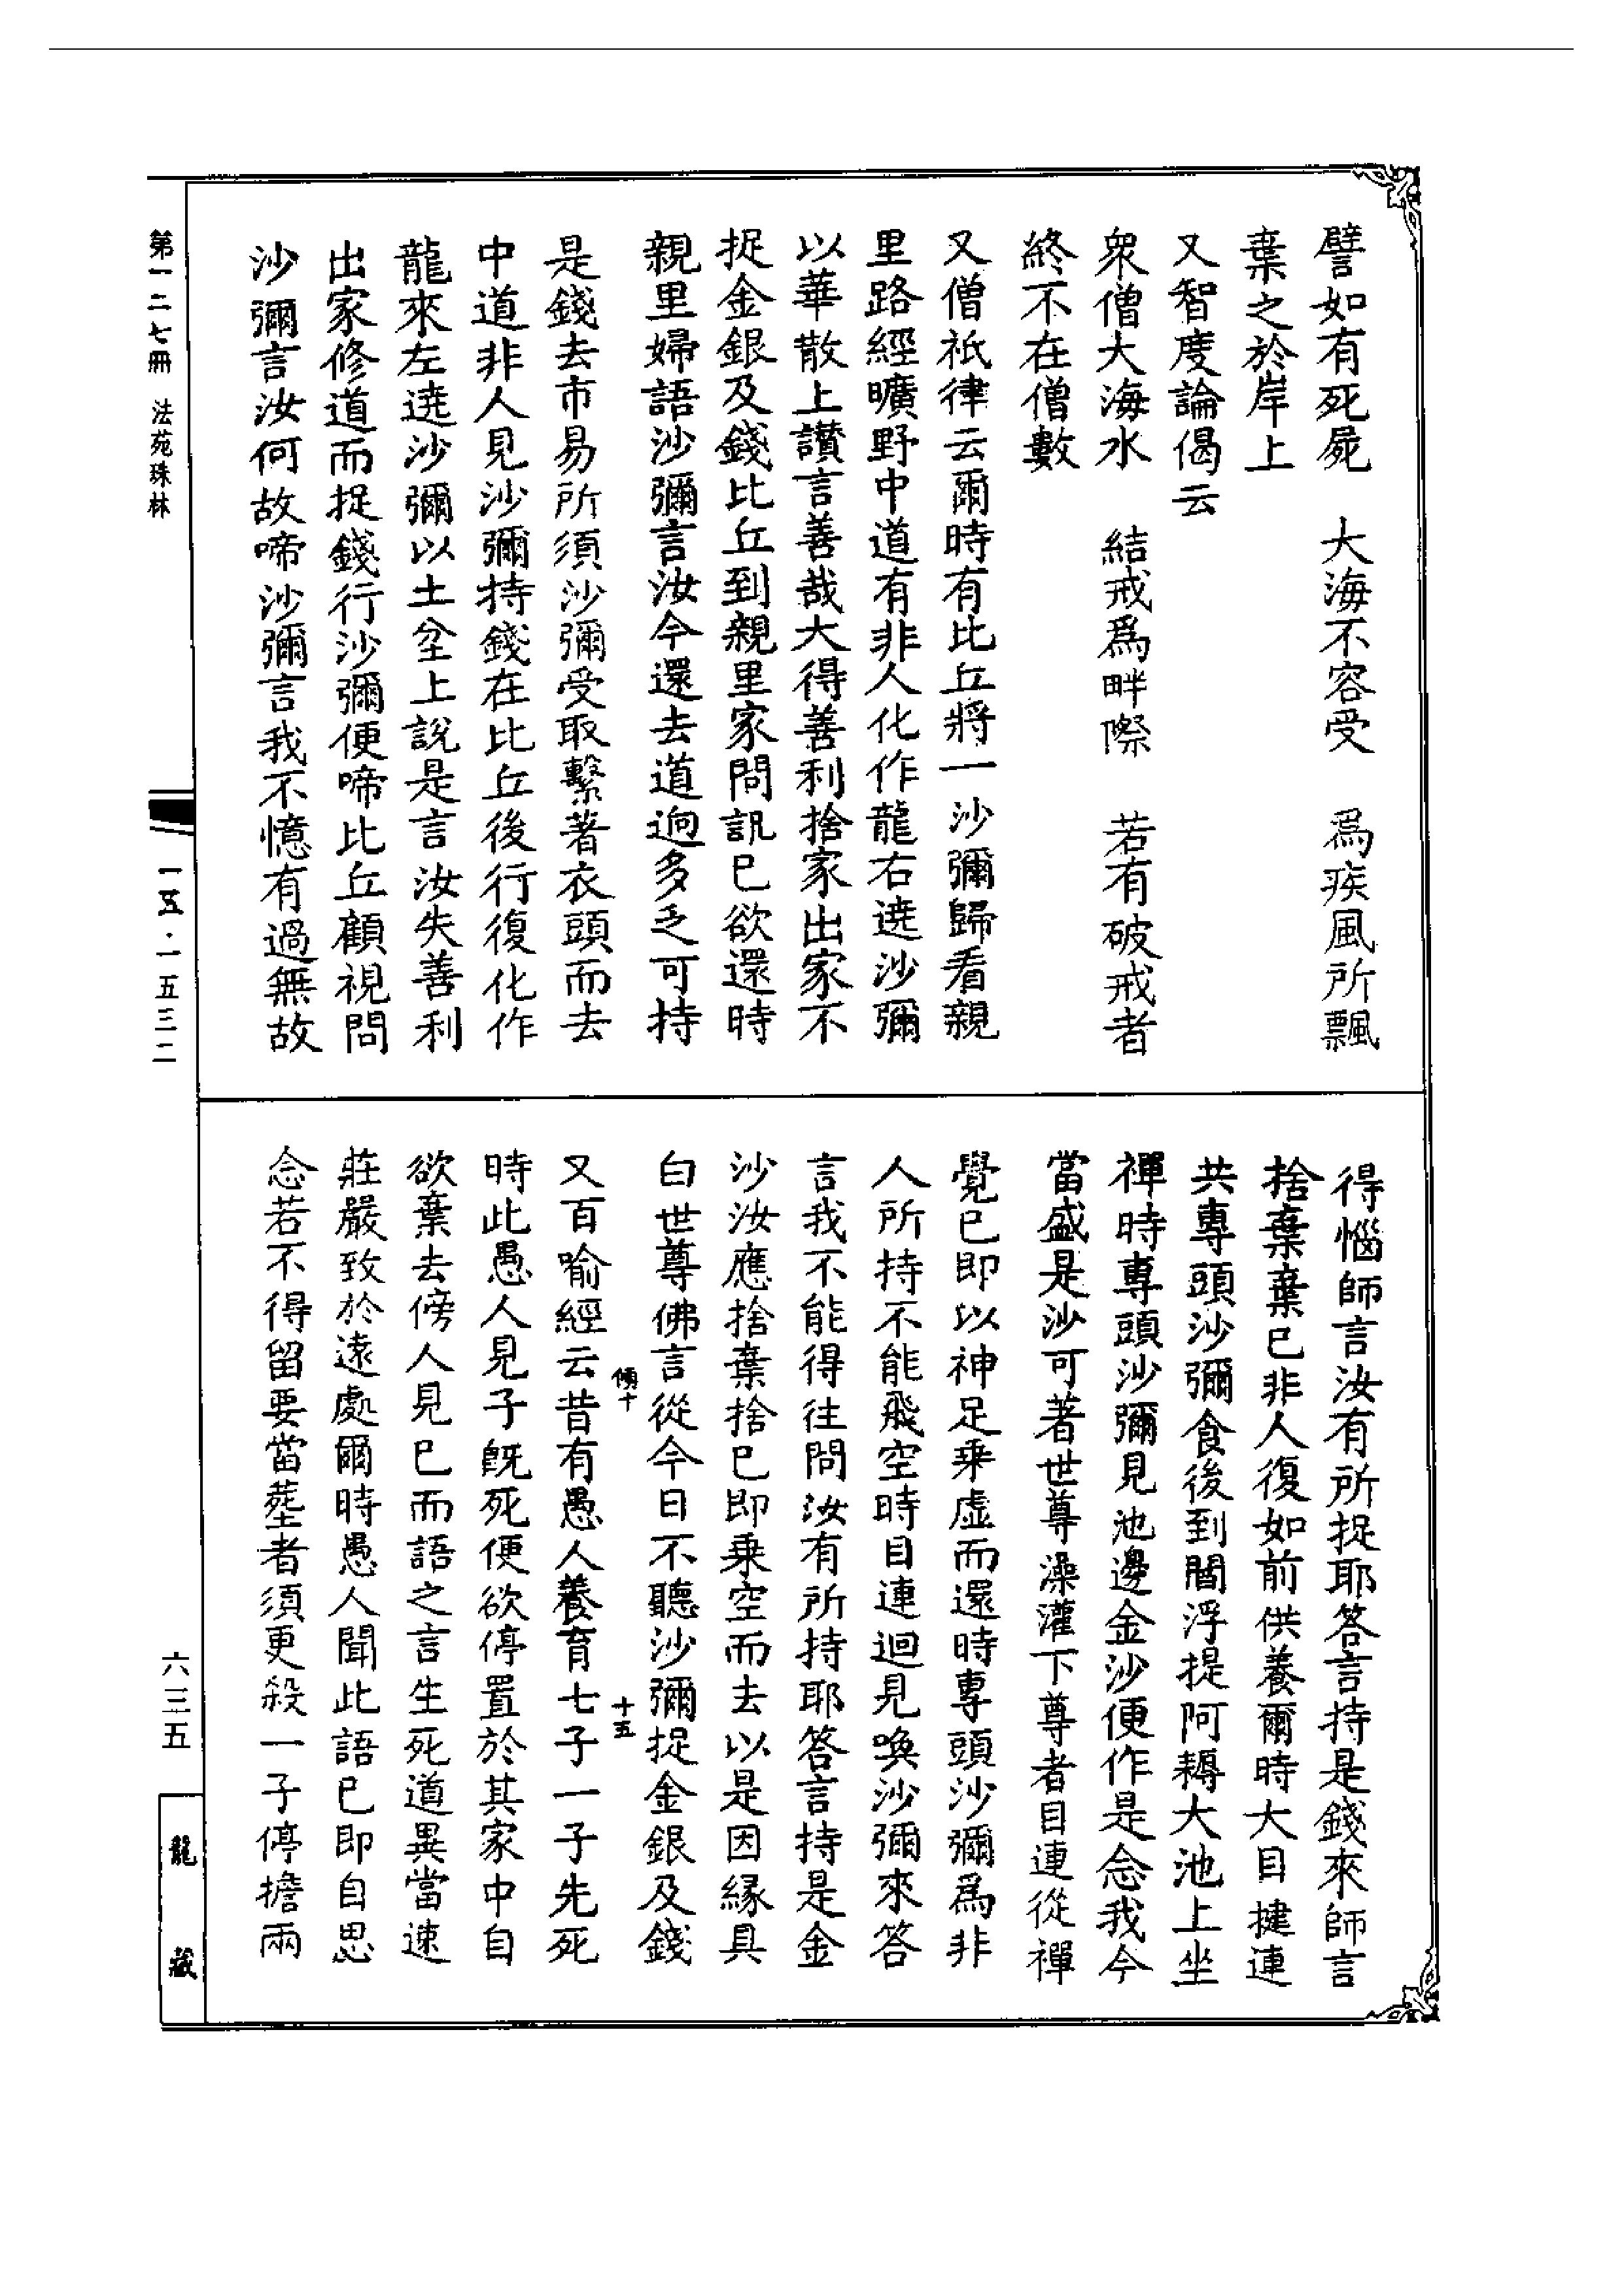 譬如有死屍　大海不容受　爲疾風所飄
棄之於岸上
又智度論偈云
衆僧大海水　結戒爲畔際　若有破戒者
終不在僧數
又僧祇律云爾時有比丘將一沙彌歸看親
里路經曠野中道有非人化作龍右遶沙彌
以華散上讃言善哉大得善利捨家出家不
捉金銀及錢比丘到親里家問訊已欲還時
親里婦語沙彌言汝今還去道逈多乏可持
是錢去市易所須沙彌受取繫著衣頭而去
中道非人見沙彌持錢在比丘後行復化作
龍來左遶沙彌以土坌上說是言汝失善利
出家修道而捉錢行沙彌便啼比丘顧視問
沙彌言汝何故啼沙彌言我不憶有過無故
得惱師言汝有所捉耶答言持是錢來師言
捨棄棄已非人復如前供養爾時大目揵連
共專頭沙彌食後到閻浮提阿耨大池上坐
禪時專頭沙彌見池邊金沙便作是念我今
當盛是沙可著世尊澡灌下尊者目連從禪
覺已即以神足乘虛而還時專頭沙彌爲非
人所持不能飛空時目連迴見喚沙彌來答
言我不能得往問汝有所持耶答言持是金
沙汝應捨棄捨已即乘空而去以是因緣具
白世尊佛言從今日不聽沙彌捉金銀及錢
傾十　十五
又百喻經云昔有愚人養育七子一子先死
時此愚人見子旣死便欲停置於其家中自
欲棄去傍人見已而語之言生死道異當速
莊嚴致於遠處爾時愚人聞此語已即自思
念若不得留要當葬者須更殺一子停擔兩
第一二七冊　法苑珠林
一五·一五三二
六三五
龍藏